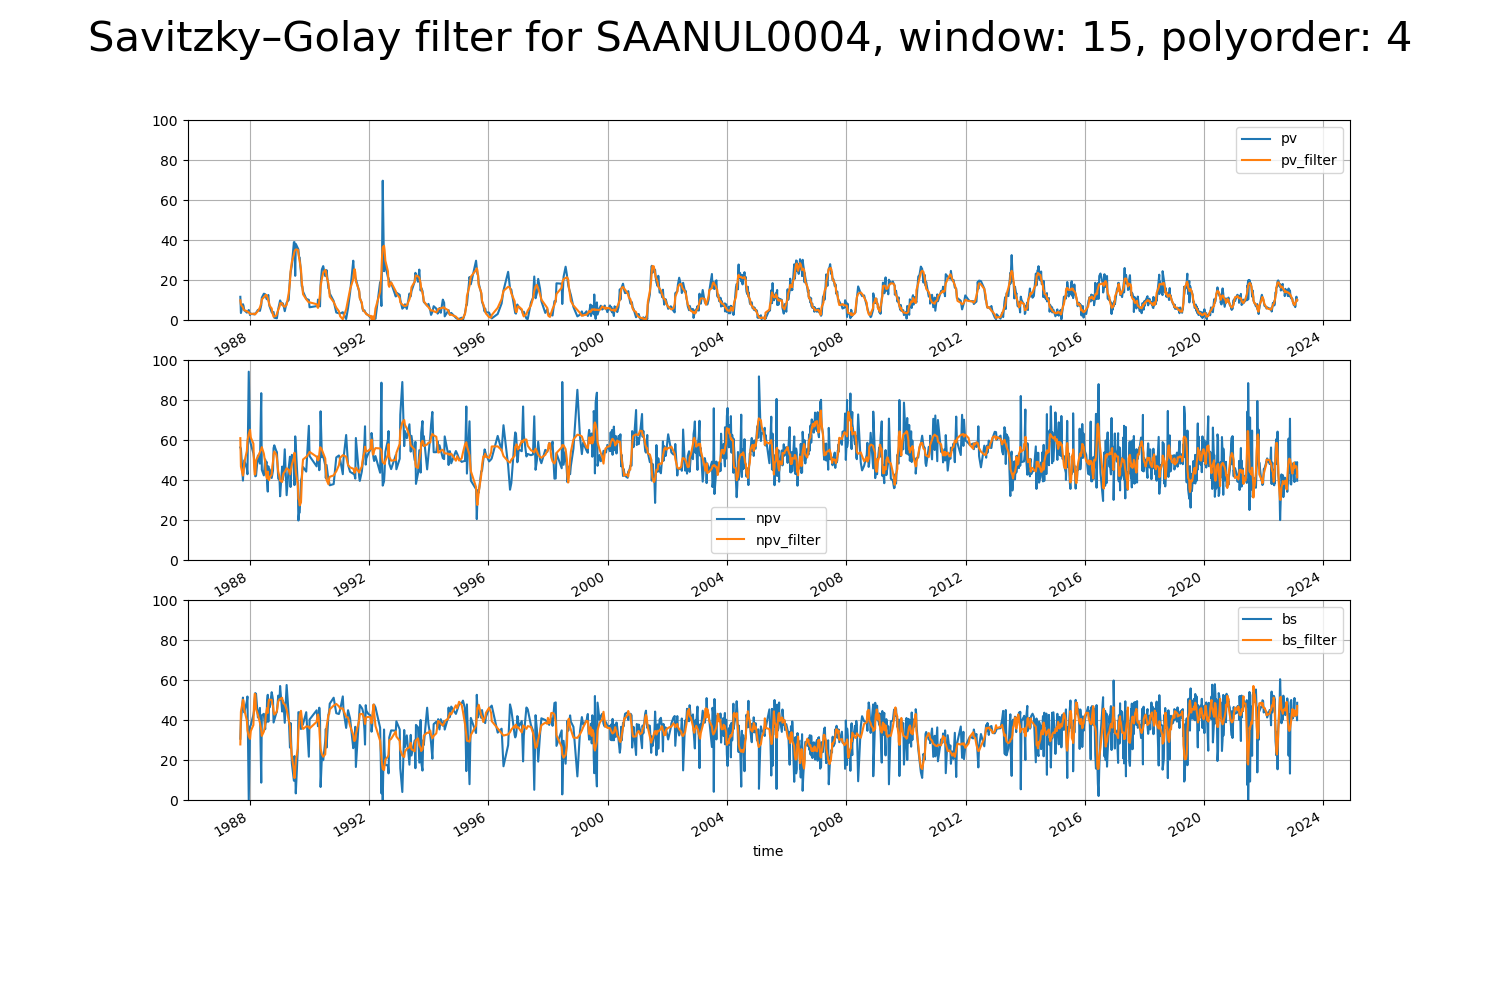 Savitzky–Golay filter for SAANUL0004, window: 15, polyorder: 4
100
80
60
40
20
0
pv
pv_filter
1988 1992 1996 2000 2004 2008 2012 2016 2020 2024
100
80
60
40
20
0
npv
npv_filter
1988 1992 1996 2000 2004 2008 2012 2016 2020 2024
100
80
60
40
20
0
bs
bs_filter
1988 1992 1996 2000 2004 2008 2012 2016 2020 2024
time